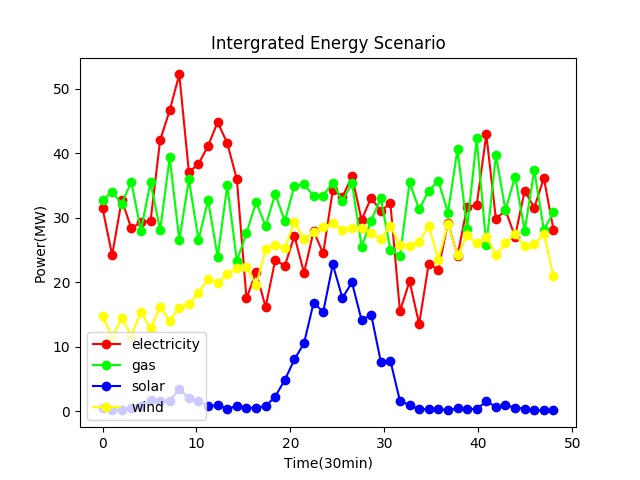 Intergrated Energy Scenario
Power(MW)
50
40
30
20
10
0
electricity
gas
solar
wind
0 10 20 30 40 50
Time(30min)